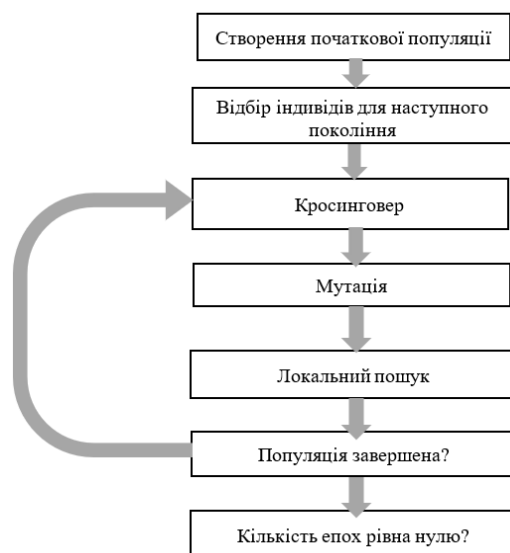 Створення початкової популяції
Відбір індивідів для наступного
покоління
Кросинговер
Мутація
Локальний пошук
Популяція завершена?
Кількість епох рівна нулю?